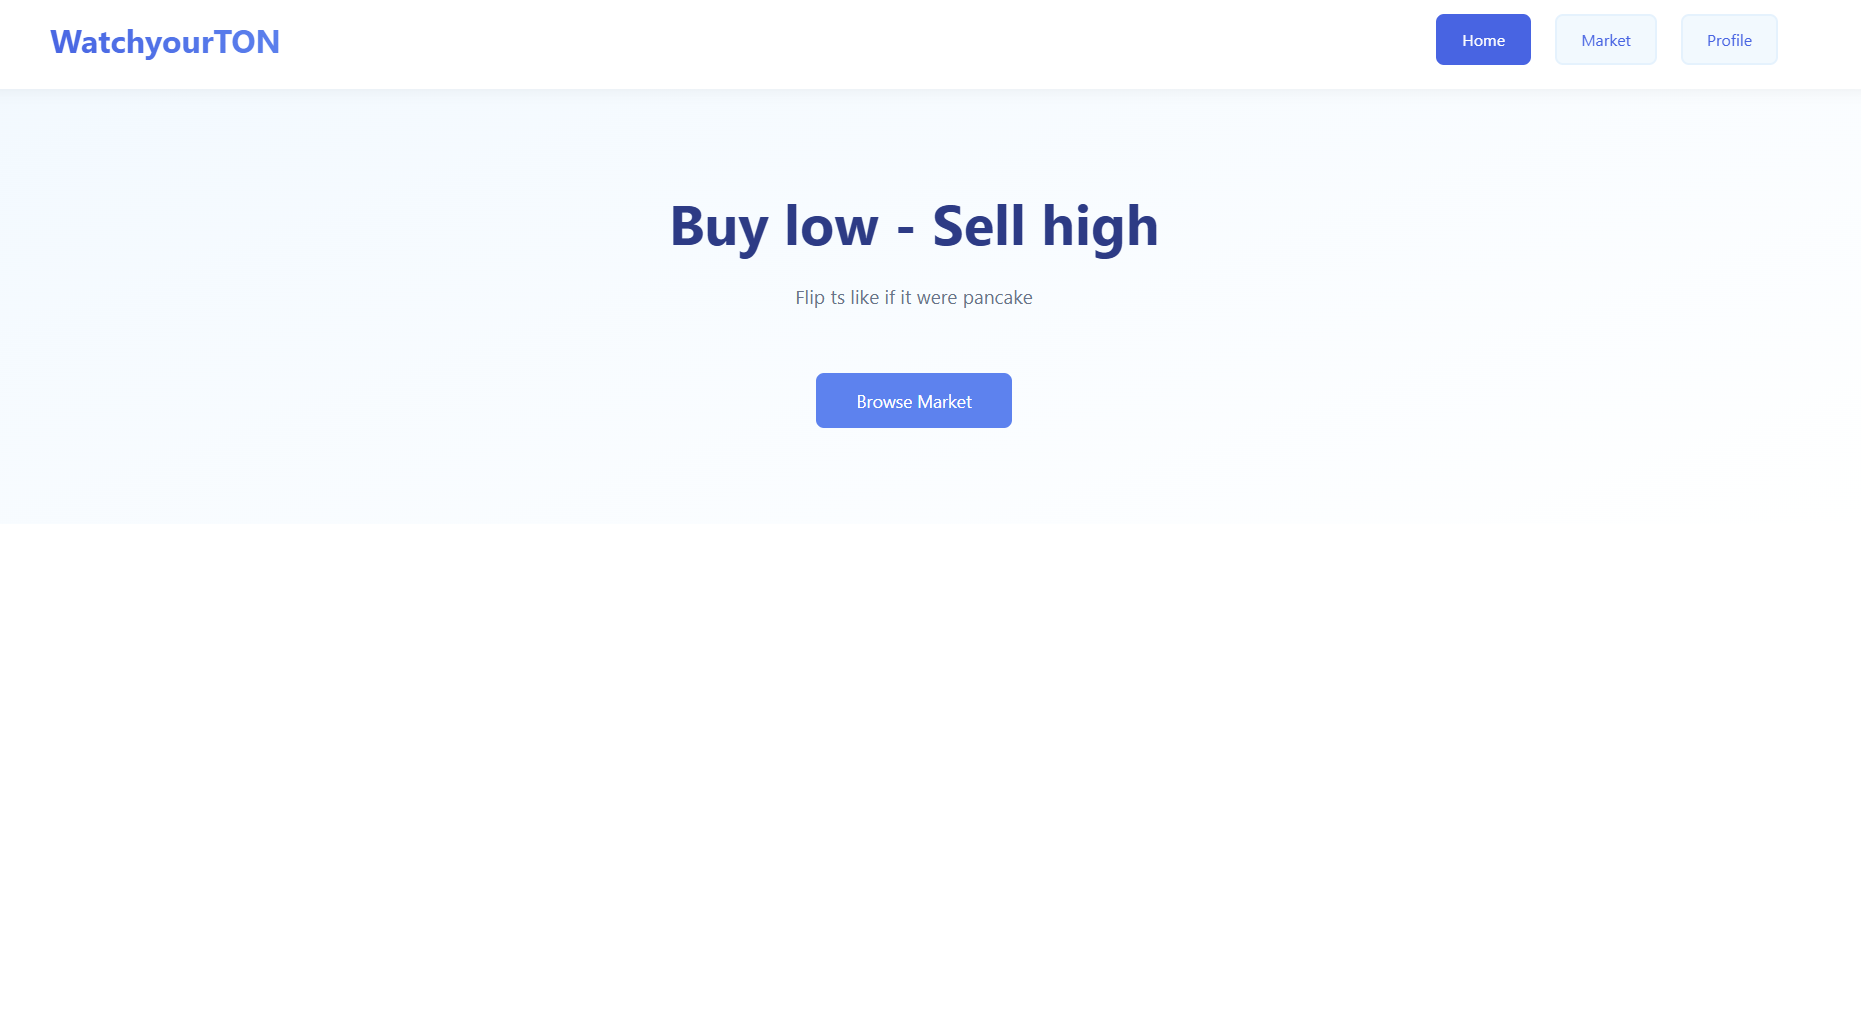 WatchyourTON
Home
Market
Profile
Buy low - Sell high
Flip ts like if it were pancake
Browse Market